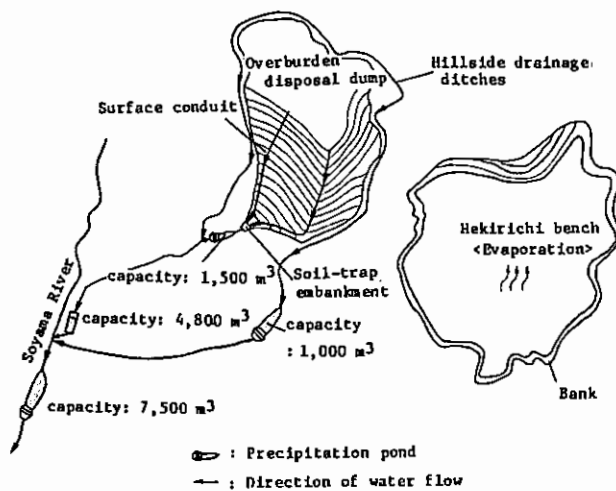 Overburden
disposal dump
Hillside drainage
ditches
Surface conduit
Hekirichi bench
<Evaporation>
capacity: 1,500 m³
Soil-trap
embankment
Soyama River
capacity: 4,800 m³
capacity
: 1,000 m³
capacity: 7,500 m³
Bank
: Precipitation pond
: Direction of water flow